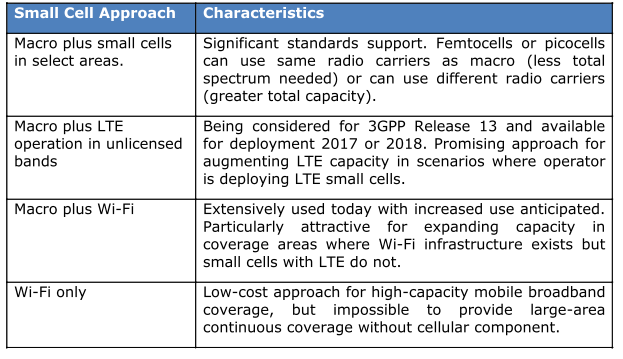 Small Cell Approach
Characteristics
Macro plus small cells
in select areas.
Significant standards support. Femtocells or picocells
can use same radio carriers as macro (less total
spectrum needed) or can use different radio carriers
(greater total capacity).
Macro plus LTE
operation in unlicensed
bands
Being considered for 3GPP Release 13 and available
for deployment 2017 or 2018. Promising approach for
augmenting LTE capacity in scenarios where operator
is deploying LTE small cells.
Macro plus Wi-Fi
Extensively used today with increased use anticipated.
Particularly attractive for expanding capacity in
coverage areas where Wi-Fi infrastructure exists but
small cells with LTE do not.
Wi-Fi only
Low-cost approach for high-capacity mobile broadband
coverage, but impossible to provide large-area
continuous coverage without cellular component.